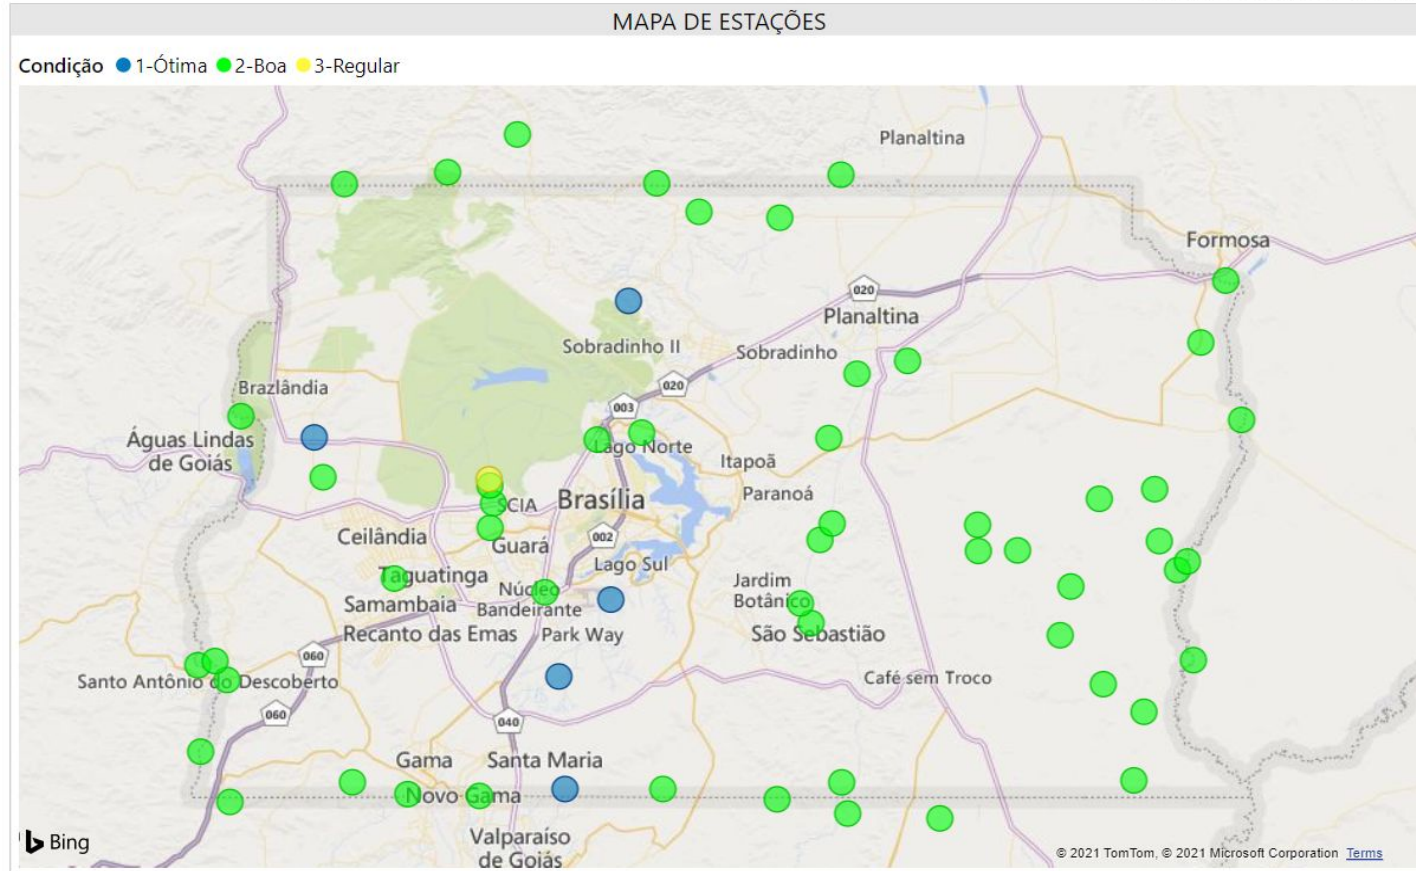 MAPA DE ESTAÇÕES
Condição 1-Ótima 2-Boa 3-Regular
Planaltina
Formosa
020
Planaltina
Sobradinho II
Sobradinho
020
Brazlândia
003
Águas Lindas
de Goiás
Lago Norte
Itapoã
Paranoá
SCIA
Brasília
Ceilândia
Guará
002
Lago Sul
Taguatinga
Núcleo
Bandeirante
Jardim
Botânico
Samambaia
Recanto das Emas
Park Way
São Sebastião
060
Santo Antônio do Descoberto
Café sem Troco
060
040
Gama
Santa Maria
Novo Gama
Valparaíso
de Goiás
Bing
© 2021 TomTom, © 2021 Microsoft Corporation Terms